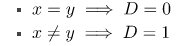 ▪ x = y ⟹ D = 0
▪ x ≠ y ⟹ D = 1